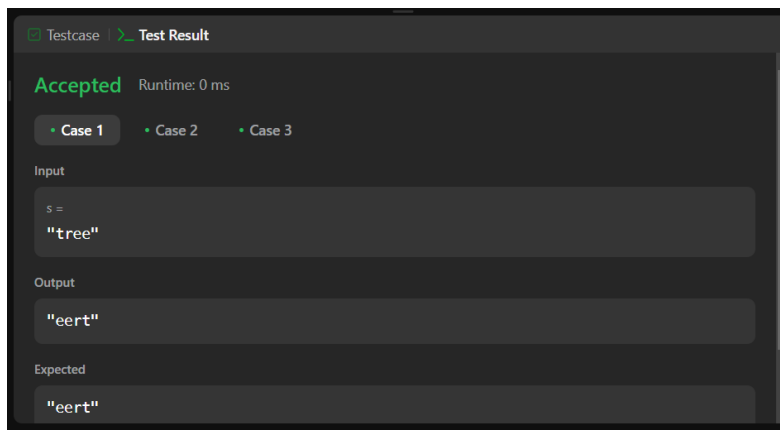 Testcase | >_ Test Result
Accepted Runtime: 0 ms
• Case 1 • Case 2 • Case 3
Input
s =
"tree"
Output
"eert"
Expected
"eert"